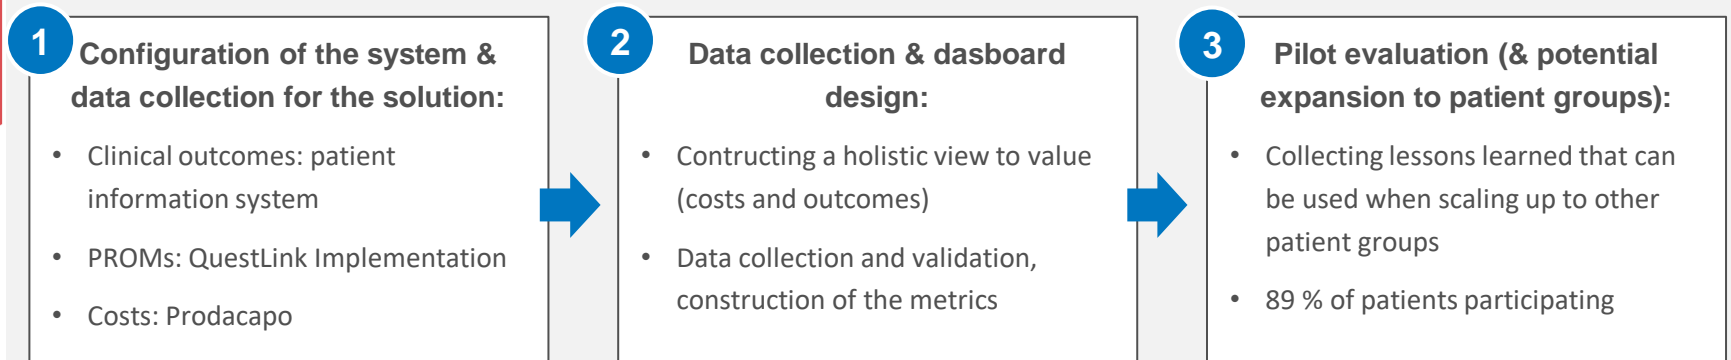 1
Configuration of the system &
data collection for the solution:
• Clinical outcomes: patient
information system
• PROMs: QuestLink Implementation
• Costs: Prodacapo
2
Data collection & dasboard
design:
• Contructing a holistic view to value
(costs and outcomes)
• Data collection and validation,
construction of the metrics
3
Pilot evaluation (& potential
expansion to patient groups):
• Collecting lessons learned that can
be used when scaling up to other
patient groups
• 89 % of patients participating